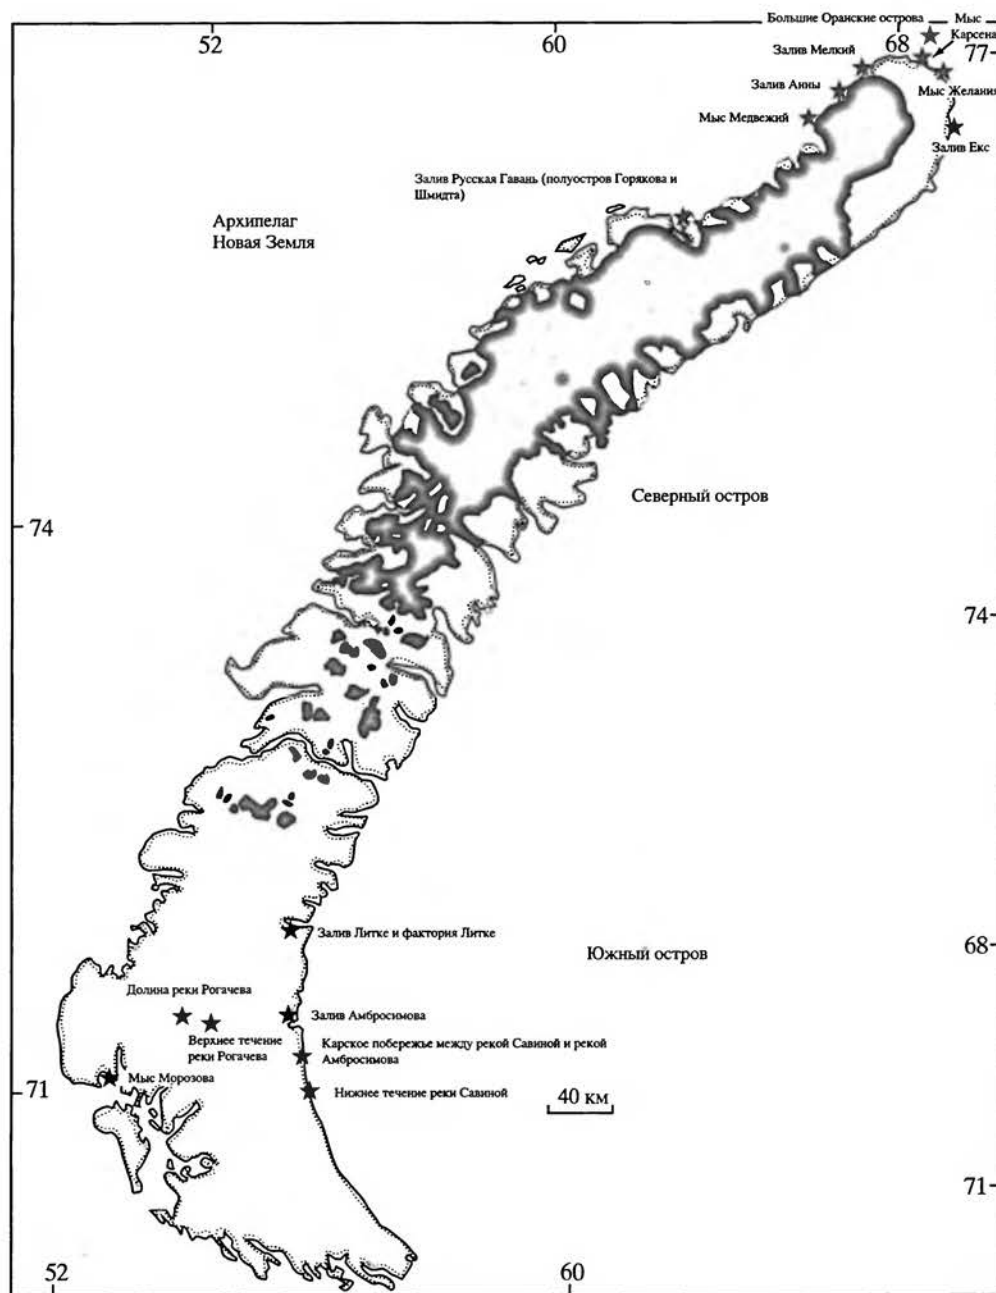 52
60
68
77
Большие Оранские острова
Мыс
Карсена
Залив Мелкий
Залив Анны
Мыс Желания
Мыс Медвежий
Залив Екс
Залив Русская Гавань (полуостров Горякова и
Шмидта)
Архипелаг
Новая Земля
Северный остров
74
74
Залив Литке и фактория Литке
68
Южный остров
Долина реки Рогачева
Залив Амбросимова
Верхнее течение
реки Рогачева
Карское побережье между рекой Савиной и рекой
Амбросимова
Мыс Морозова
Нижнее течение реки Савиной
71
40 км
71
52
60